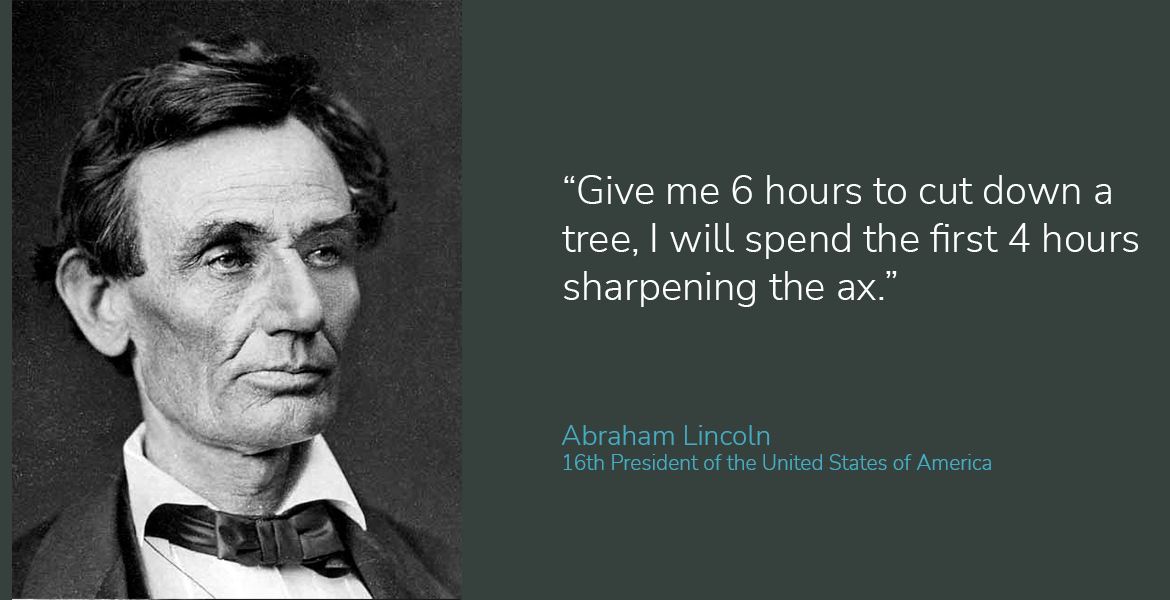 “Give me 6 hours to cut down a
tree, I will spend the first 4 hours
sharpening the ax.”
Abraham Lincoln
16th President of the United States of America